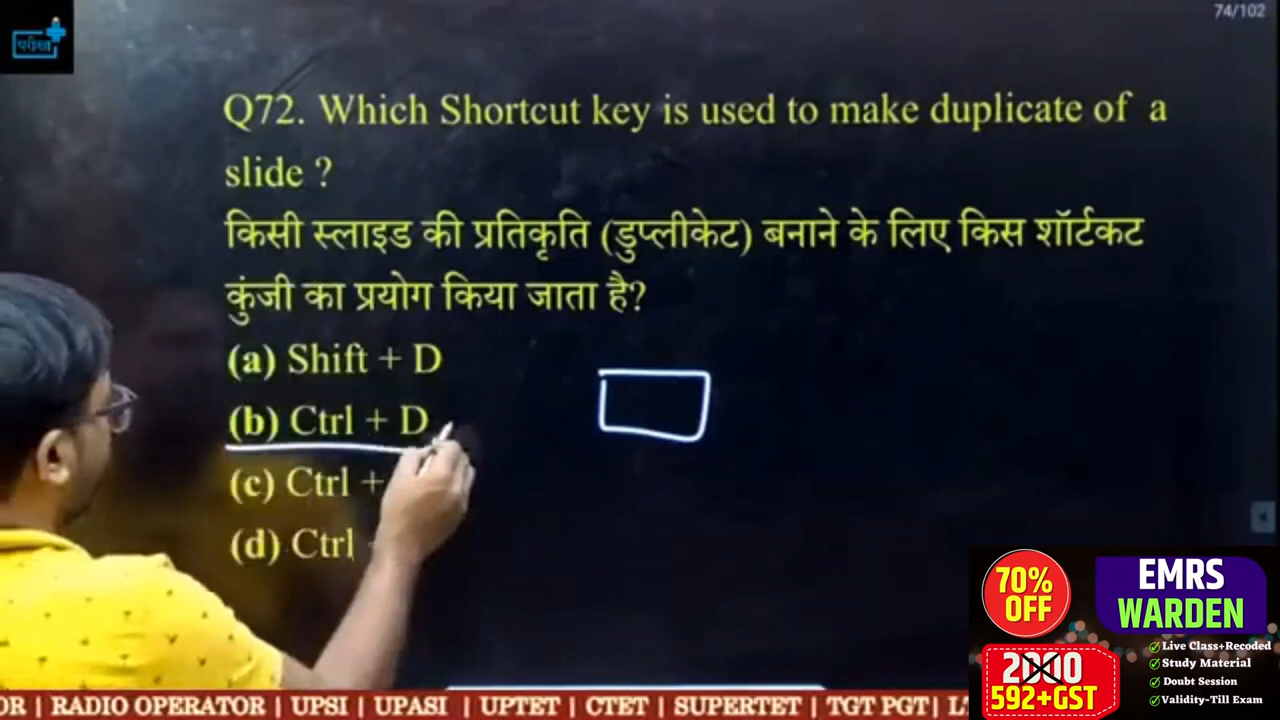 परीक्षा
74/102
Q72. Which Shortcut key is used to make duplicate of a
slide ?
किसी स्लाइड की प्रतिकृति (डुप्लीकेट) बनाने के लिए किस शॉर्टकट
कुंजी का प्रयोग किया जाता है?
(a) Shift + D
(b) Ctrl + D
(c) Ctrl +
(d) Ctrl
70%
OFF
EMRS
WARDEN
2000
592+GST
Live Class+Recoded
Study Material
Doubt Session
Validity-Till Exam
OR | RADIO OPERATOR | UPSI | UPASI | UPTET | CTET | SUPERTET | TGT PGT |